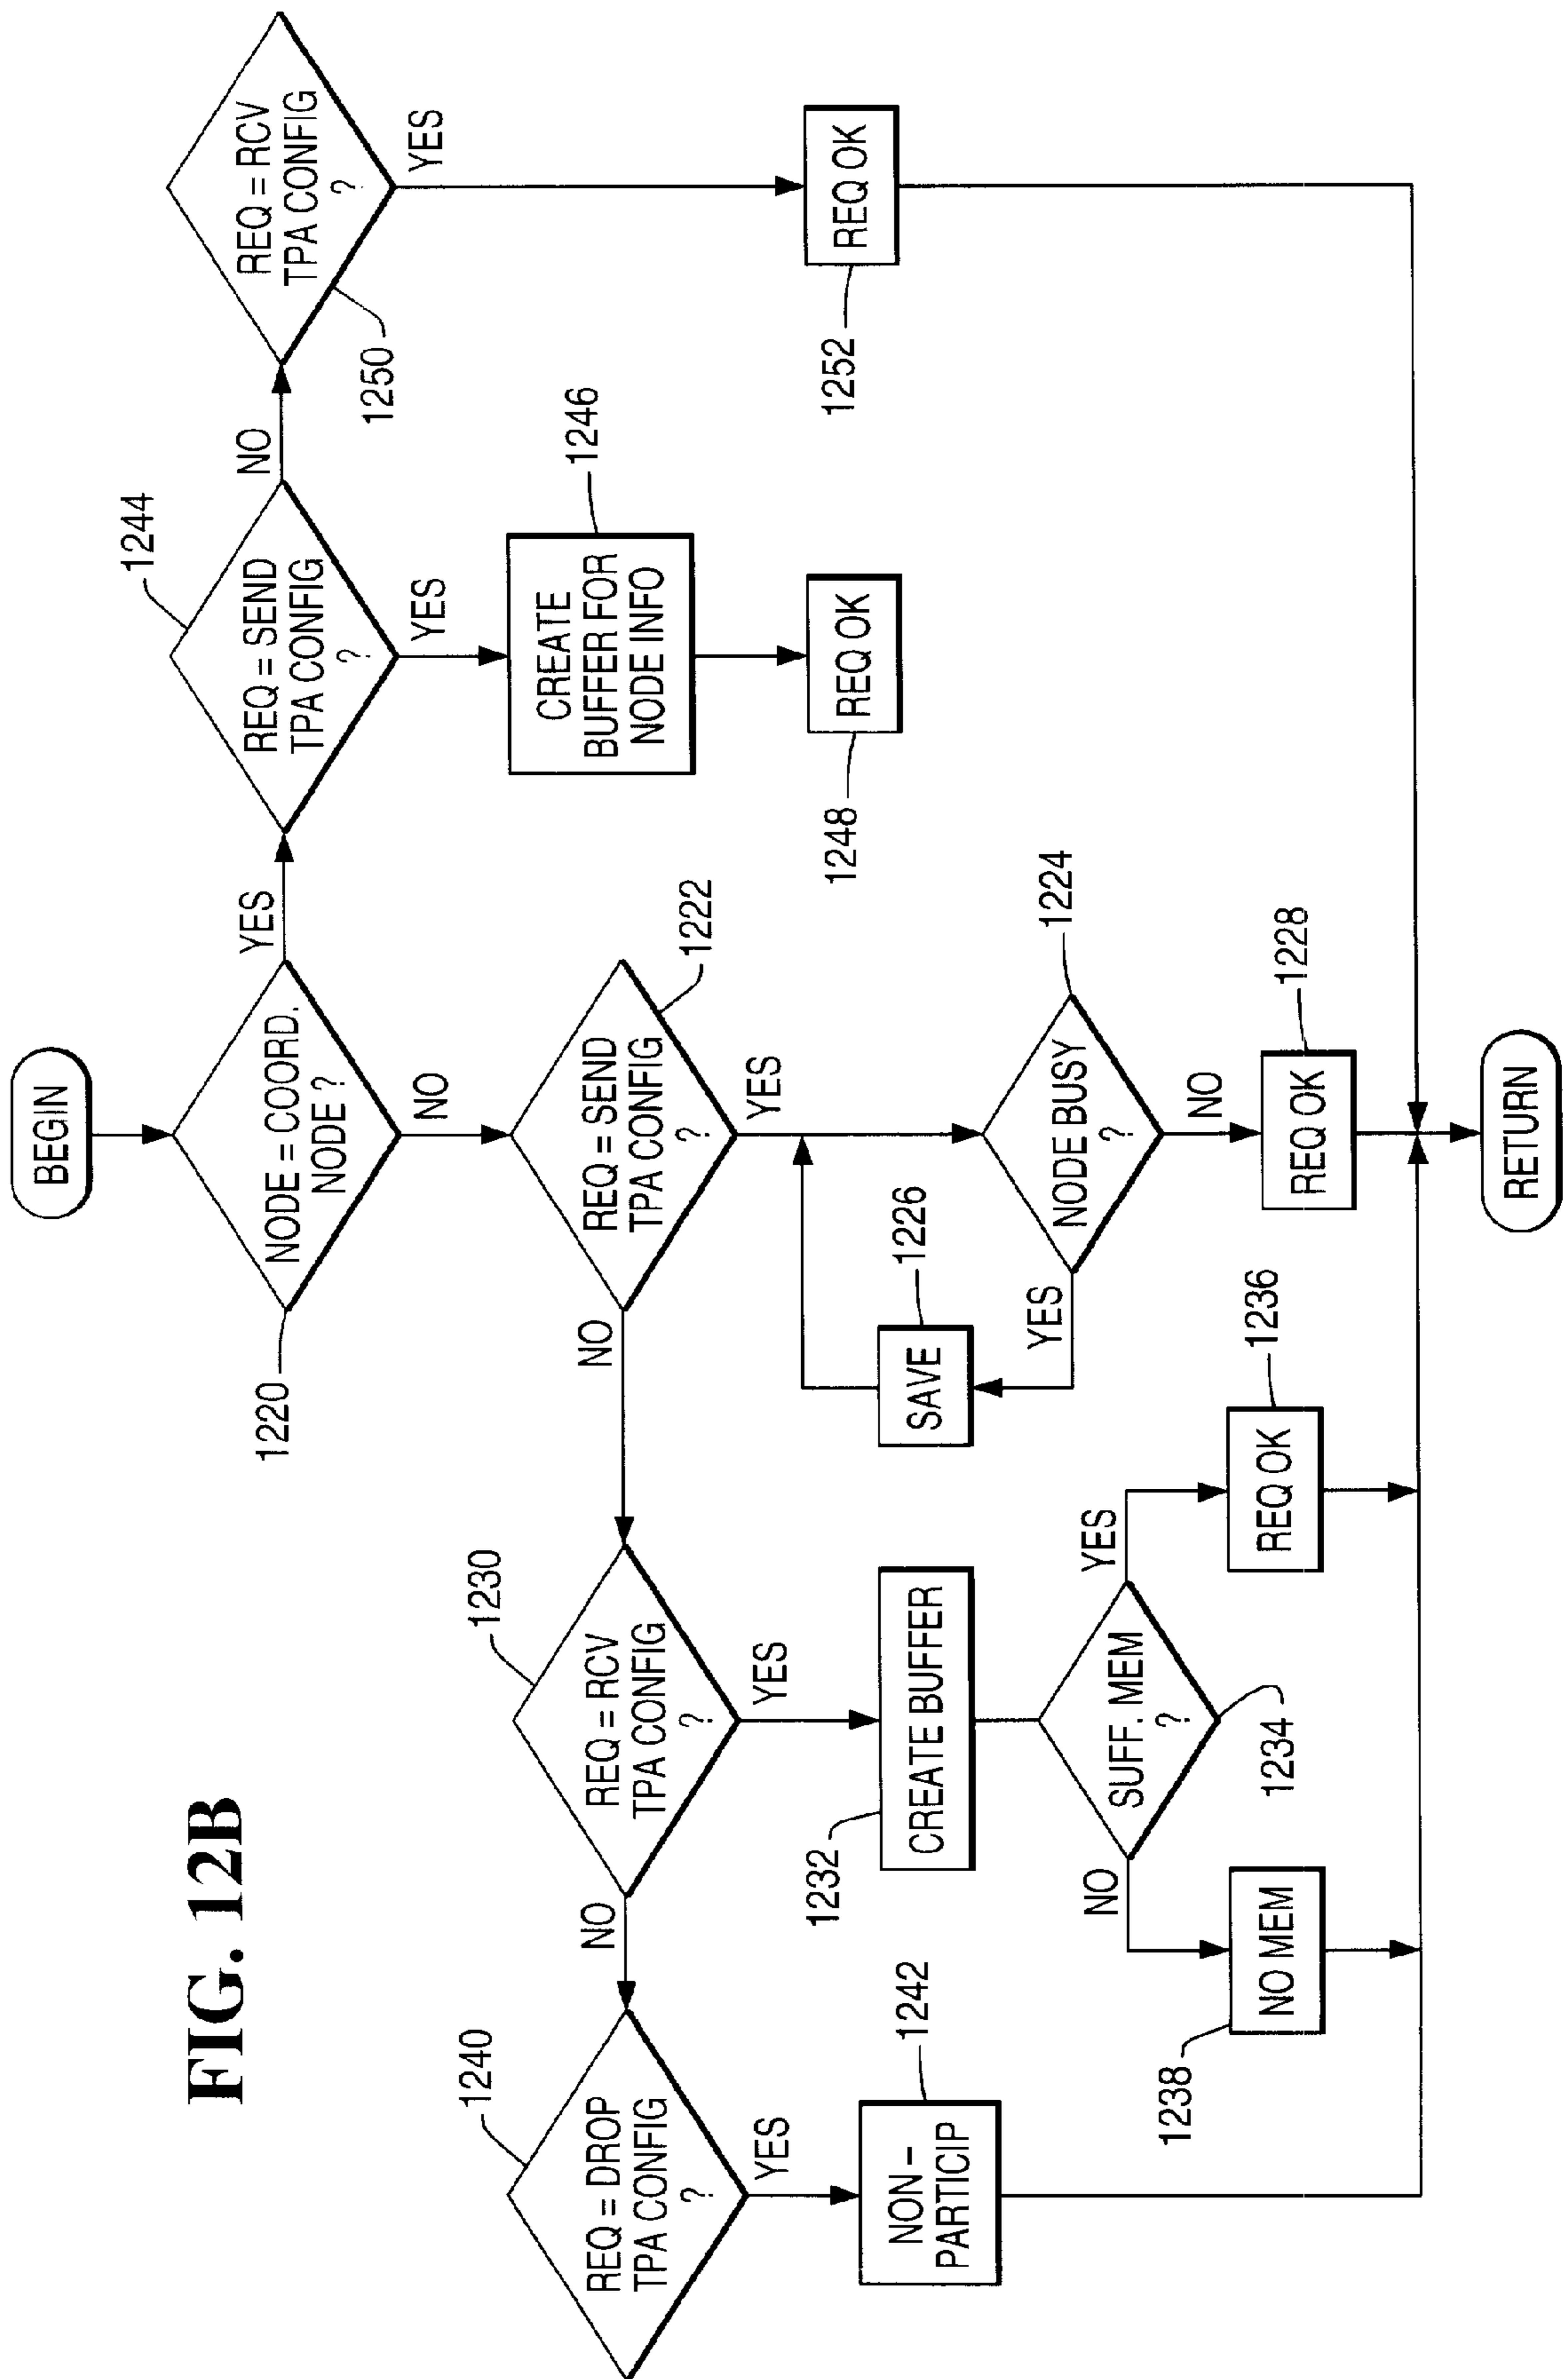 FIG. 12B
BEGIN
NODE = COORD.
NODE ?
1220
YES
NO
REQ = SEND
TPA CONFIG
?
1244
NO
YES
REQ = RCV
TPA CONFIG
?
1250
YES
CREATE
BUFFER FOR
NODE INFO
1246
REQ OK
1248
REQ OK
1252
REQ = SEND
TPA CONFIG
?
1222
NO
YES
NODE BUSY
?
1224
YES
NO
SAVE
1226
REQ OK
1228
REQ = RCV
TPA CONFIG
?
1230
NO
YES
CREATE BUFFER
1232
SUFF. MEM
?
1234
YES
NO
REQ OK
1236
NO MEM
1238
REQ = DROP
TPA CONFIG
?
1240
YES
NON-
PARTICIP
1242
RETURN